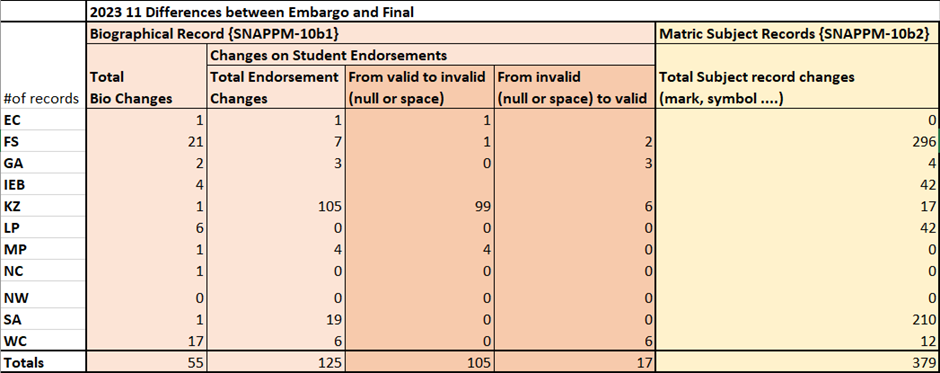 2023 11 Differences between Embargo and Final
Biographical Record {SNAPPM-10b1} Matric Subject Records {SNAPPM-10b2}
Changes on Student Endorsements
#of records Total Bio Changes Total Endorsement Changes From valid to invalid (null or space) From invalid (null or space) to valid Total Subject record changes (mark, symbol ....)
EC 1 1 1 0
FS 21 7 1 2 296
GA 2 3 0 3 4
IEB 4 42
KZ 1 105 99 6 17
LP 6 0 0 0 42
MP 1 4 4 0 0
NC 1 0 0 0 0
NW 0 0 0 0 0
SA 1 19 0 0 210
WC 17 6 0 6 12
Totals 55 125 105 17 379